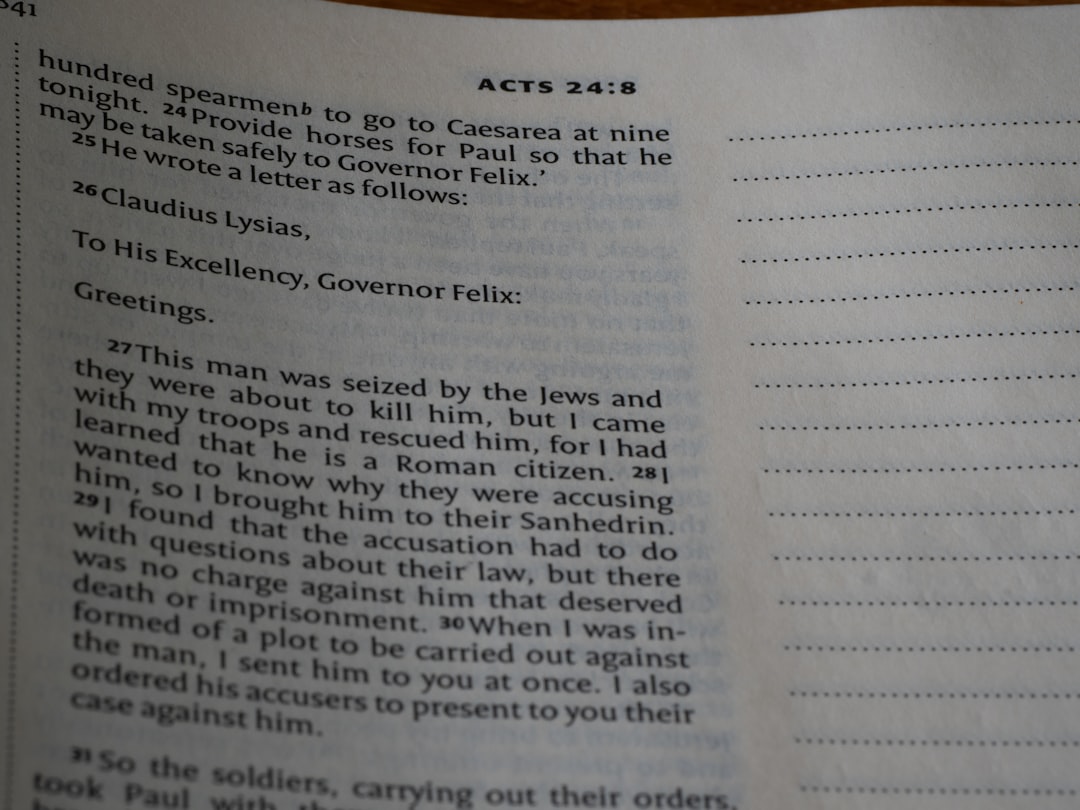 341
ACTS 24:8
hundred spearmenb to go to Caesarea at nine
tonight. 24 Provide horses for Paul so that he
may be taken safely to Governor Felix.’
25 He wrote a letter as follows:
26 Claudius Lysias,
To His Excellency, Governor Felix:
Greetings.
27 This man was seized by the Jews and
they were about to kill him, but I came
with my troops and rescued him, for I had
learned that he is a Roman citizen. 28 I
wanted to know why they were accusing
him, so I brought him to their Sanhedrin.
29 I found that the accusation had to do
with questions about their law, but there
was no charge against him that deserved
death or imprisonment. 30 When I was in-
formed of a plot to be carried out against
the man, I sent him to you at once. I also
ordered his accusers to present to you their
case against him.
31 So the soldiers, carrying out their orders,
took Paul with